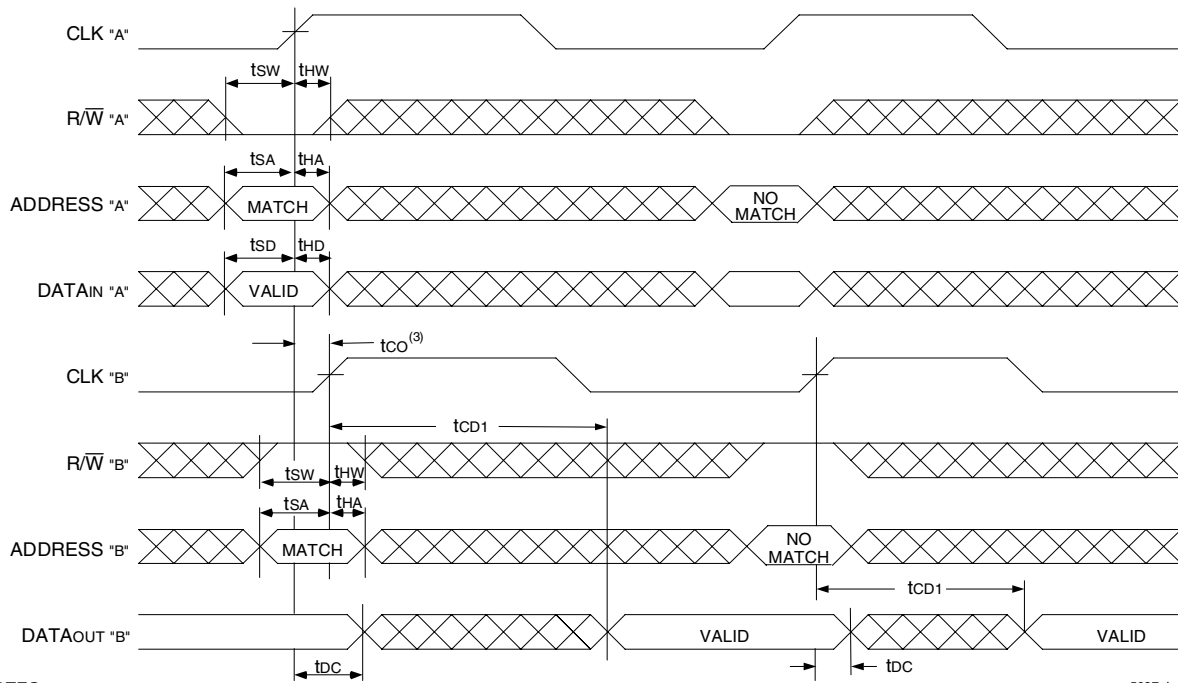 CLK "A"
tSW tHW
R/W̅ "A"
tSA tHA
ADDRESS "A" MATCH NO MATCH
tSD tHD
DATAIN "A" VALID
tCO(3)
CLK "B"
tCD1
R/W̅ "B"
tSW tHW
tSA tHA
ADDRESS "B" MATCH NO MATCH
tCD1
DATAOUT "B" VALID VALID
tDC tDC